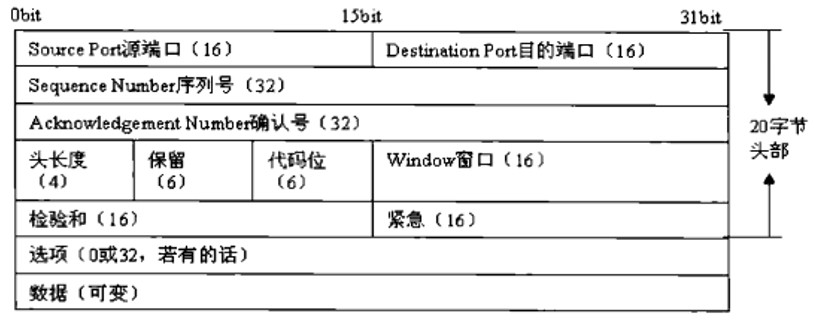 0bit 15bit 31bit
Source Port源端口（16） Destination Port目的端口（16）
Sequence Number序列号（32）
Acknowledgement Number确认号（32）
20字节
头部
头长度
（4）
保留
（6）
代码位
（6）
Window窗口（16）
检验和（16） 紧急（16）
选项（0或32，若有的话）
数据（可变）